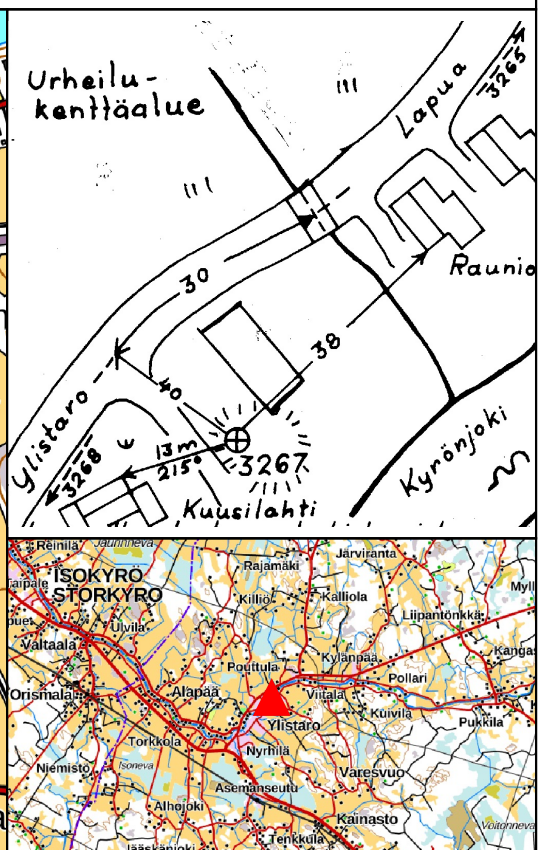 Urheilu-
kenttäalue
Lapua
3265
30
Raunio
38
Ylistaro
40
3268
13m
215°
3267
Kuusilahti
Kyrönjoki
Reinilä
Jaurinneva
Järviranta
ISOKYRÖ
STORKYRO
Rajamäki
Killiö
Kalliola
Liipantönkkä
Valtaala
Ulvila
Kylänpää
Pouttula
Pollari
Orismala
Alapää
Viitala
Kuivila
Pukkila
Ylistaro
Torkkola
Nyrhilä
Niemistö
Isoneva
Varesvuo
Asemanseutu
Alhojoki
Kainasto
Voitonneva
Tenkkula